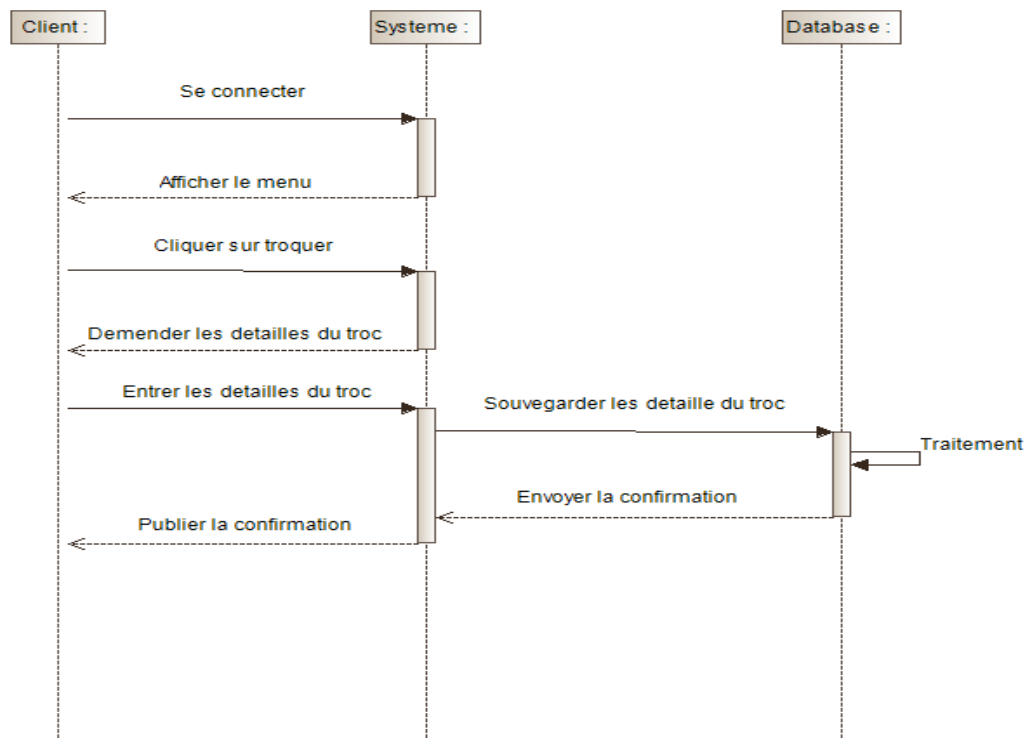 Client :
Systeme :
Database :
Se connecter
Afficher le menu
Cliquer sur troquer
Demender les detailles du troc
Entrer les detailles du troc
Souvegarder les detaille du troc
Traitement
Envoyer la confirmation
Publier la confirmation